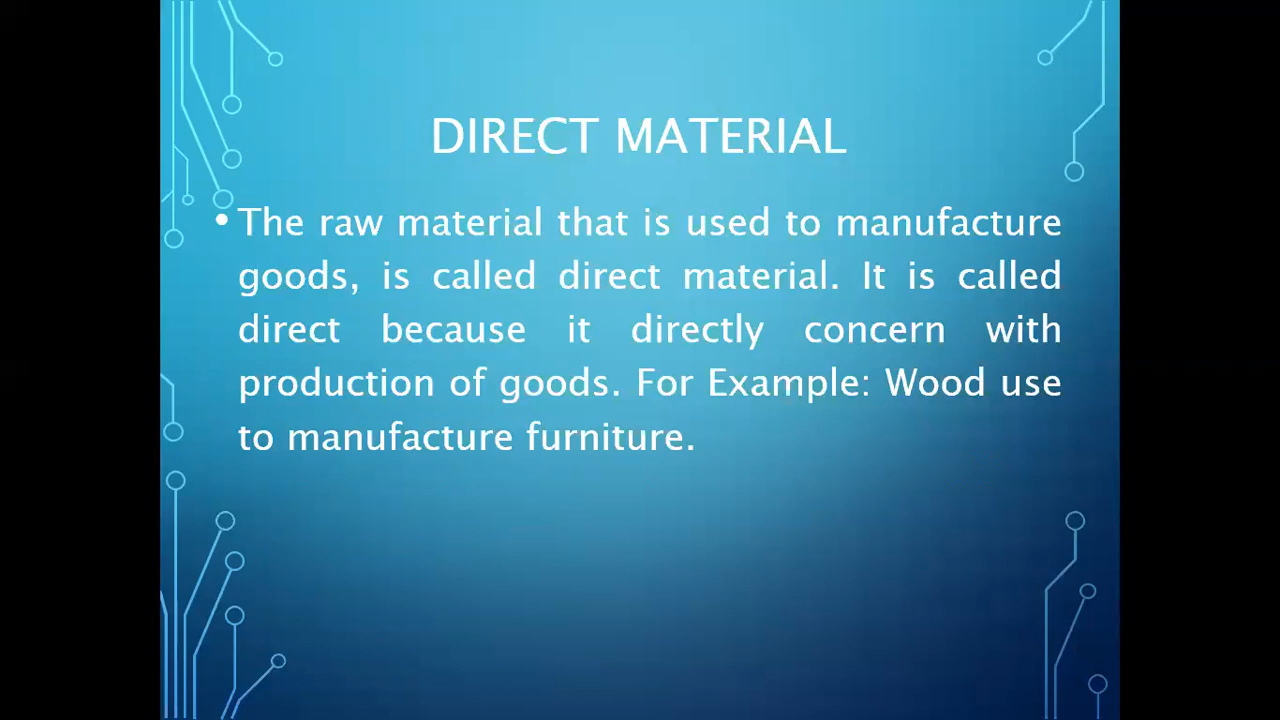 DIRECT MATERIAL
• The raw material that is used to manufacture
goods, is called direct material. It is called
direct because it directly concern with
production of goods. For Example: Wood use
to manufacture furniture.